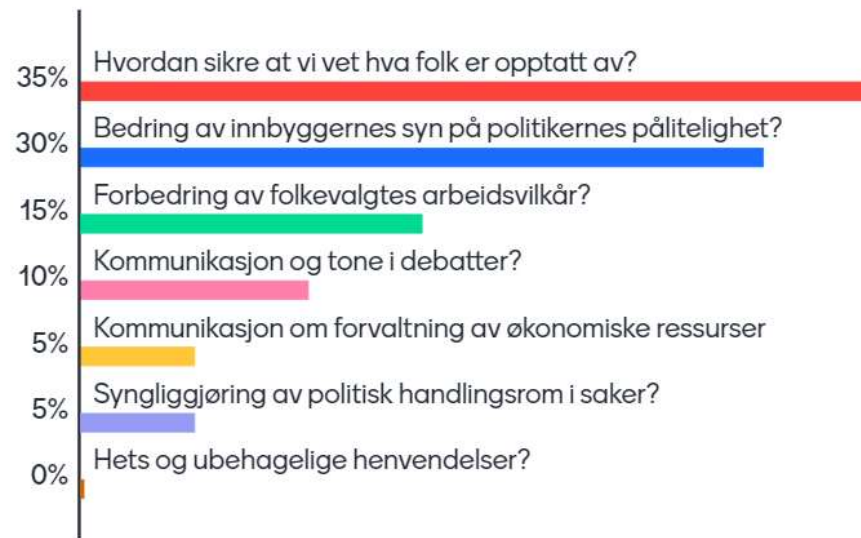 Hvordan sikre at vi vet hva folk er opptatt av?
35%
Bedring av innbyggernes syn på politikernes pålitelighet?
30%
Forbedring av folkevalgtes arbeidsvilkår?
15%
Kommunikasjon og tone i debatter?
10%
Kommunikasjon om forvaltning av økonomiske ressurser
5%
Syngliggjøring av politisk handlingsrom i saker?
5%
Hets og ubehagelige henvendelser?
0%